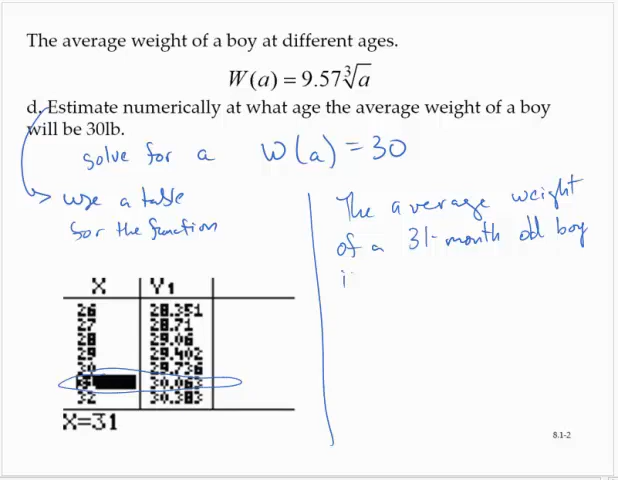 The average weight of a boy at different ages.
W(a) = 9.57∛a
d. Estimate numerically at what age the average weight of a boy
will be 30lb.
solve for a W(a) = 30
use a table
for the function
The average weight
of a 31-month old boy
i
X Y1
26 28.351
27 28.71
28 29.06
29 29.402
30 29.736
31 30.063
32 30.383
X=31
8.1-2